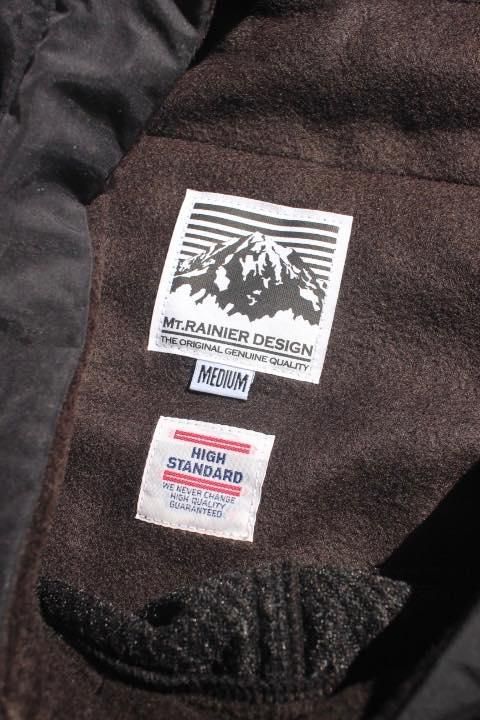 MT.RAINIER DESIGN
THE ORIGINAL GENUINE QUALITY
MEDIUM
HIGH
STANDARD
WE NEVER CHANGE
HIGH QUALITY
GUARANTEED